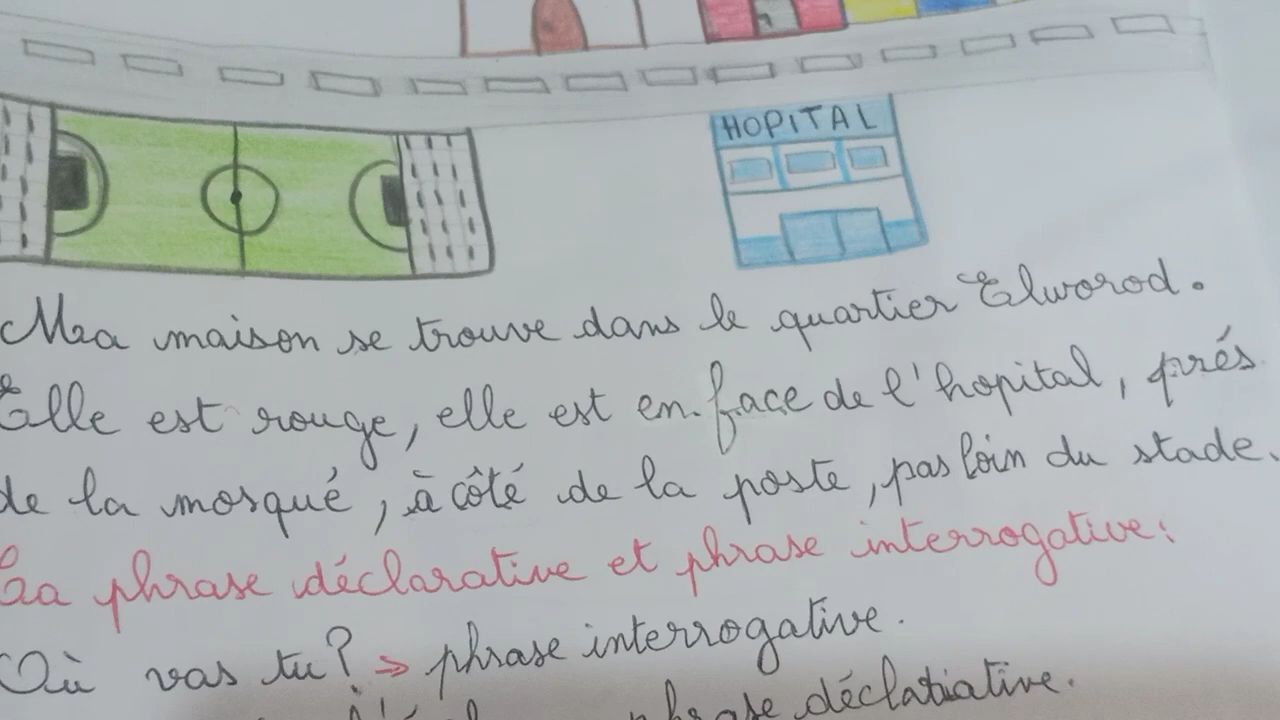 HOPITAL
Ma maison se trouve dans le quartier Elworod.
Elle est rouge, elle est en face de l'hopital, prés
de la mosqué, à côté de la poste, pas loin du stade.
La phrase déclarative et phrase interrogative:
Où vas tu? → phrase interrogative.
phrase déclarative.